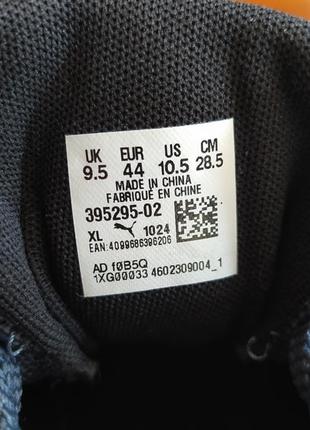 UK EUR US CM
9.5 44 10.5 28.5
MADE IN CHINA
FABRIQUÉ EN CHINE
395295-02
XL 1024
EAN:4099686396206
AD f0B5Q
1XG00033 4602309004_1